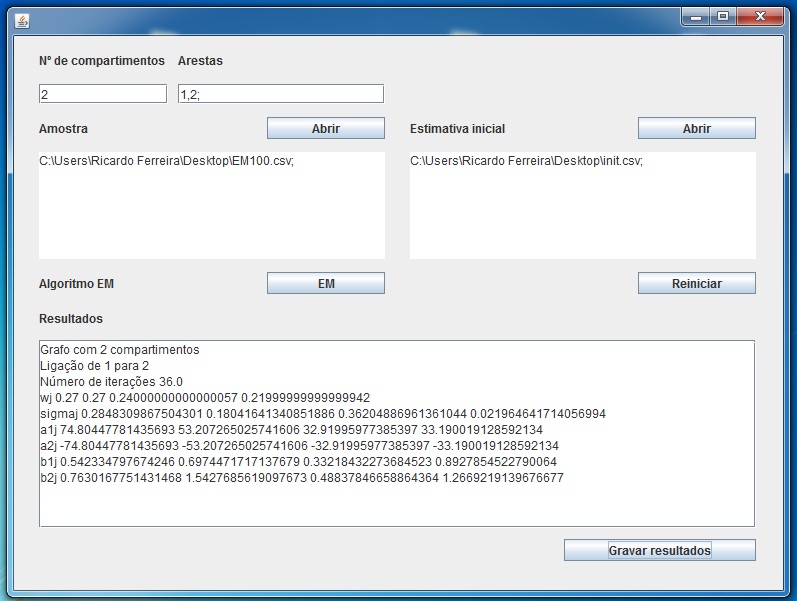 Nº de compartimentos Arestas
2 1,2;
Amostra Abrir Estimativa inicial Abrir
C:\Users\Ricardo Ferreira\Desktop\EM100.csv; C:\Users\Ricardo Ferreira\Desktop\init.csv;
Algoritmo EM EM Reiniciar
Resultados
Grafo com 2 compartimentos
Ligação de 1 para 2
Número de iterações 36.0
wj 0.27 0.27 0.24000000000000057 0.21999999999999942
sigmaj 0.2848309867504301 0.18041641340851886 0.36204886961361044 0.021964641714056994
a1j 74.80447781435693 53.207265025741606 32.91995977385397 33.190019128592134
a2j -74.80447781435693 -53.207265025741606 -32.91995977385397 -33.190019128592134
b1j 0.542334797674246 0.6974471717137679 0.33218432273684523 0.8927854522790064
b2j 0.7630167751431468 1.5427685619097673 0.48837846658864364 1.2669219139676677
Gravar resultados